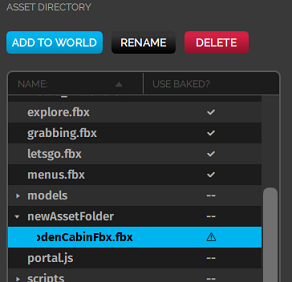 ASSET DIRECTORY
ADD TO WORLD RENAME DELETE
NAME: USE BAKED?
explore.fbx
grabbing.fbx
letsgo.fbx
menus.fbx
models --
newAssetFolder --
odenCabinFbx.fbx
portal.js --
scripts --